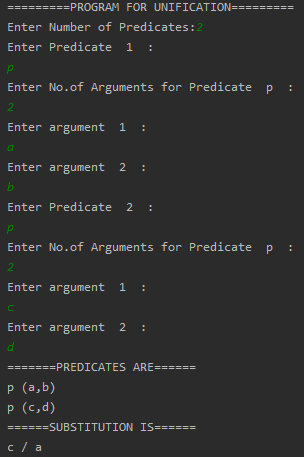 =========PROGRAM FOR UNIFICATION=========
Enter Number of Predicates:2
Enter Predicate  1  :
p
Enter No.of Arguments for Predicate  p  :
2
Enter argument  1  :
a
Enter argument  2  :
b
Enter Predicate  2  :
p
Enter No.of Arguments for Predicate  p  :
2
Enter argument  1  :
c
Enter argument  2  :
d
=======PREDICATES ARE======
p (a,b)
p (c,d)
======SUBSTITUTION IS======
c / a